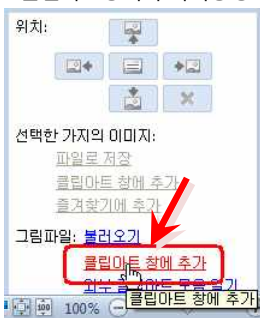 위치:
선택한 가지의 이미지:
파일로 저장
클립아트 창에 추가
즐겨찾기에 추가
그림파일: 불러오기
클립아트 창에 추가
100%
클립아트 창에 추가